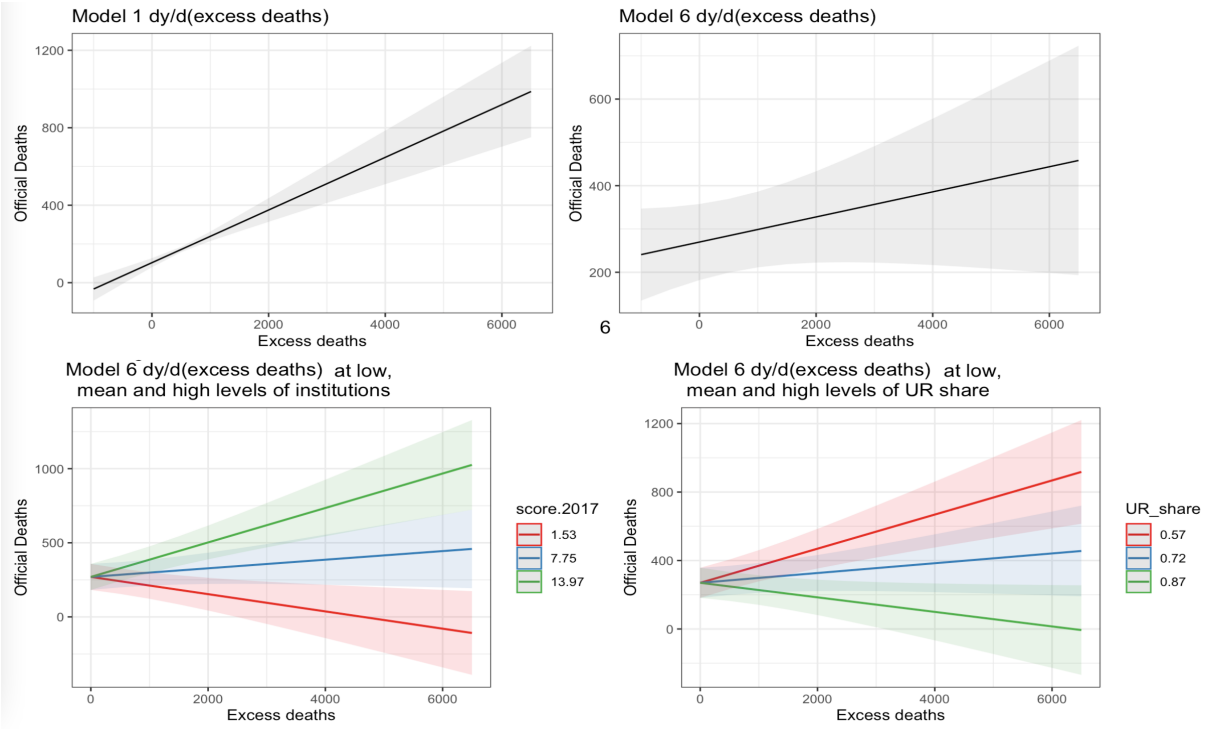 Model 1 dy/d(excess deaths)
Official Deaths
1200
800
400
0
0 2000 4000 6000
Excess deaths
Model 6 dy/d(excess deaths)
Official Deaths
600
400
200
0 2000 4000 6000
Excess deaths
6
Model 6 dy/d(excess deaths) at low,
mean and high levels of institutions
Official Deaths
1000
500
0
0 2000 4000 6000
Excess deaths
score.2017
1.53
7.75
13.97
Model 6 dy/d(excess deaths) at low,
mean and high levels of UR share
Official Deaths
1200
800
400
0
0 2000 4000 6000
Excess deaths
UR_share
0.57
0.72
0.87